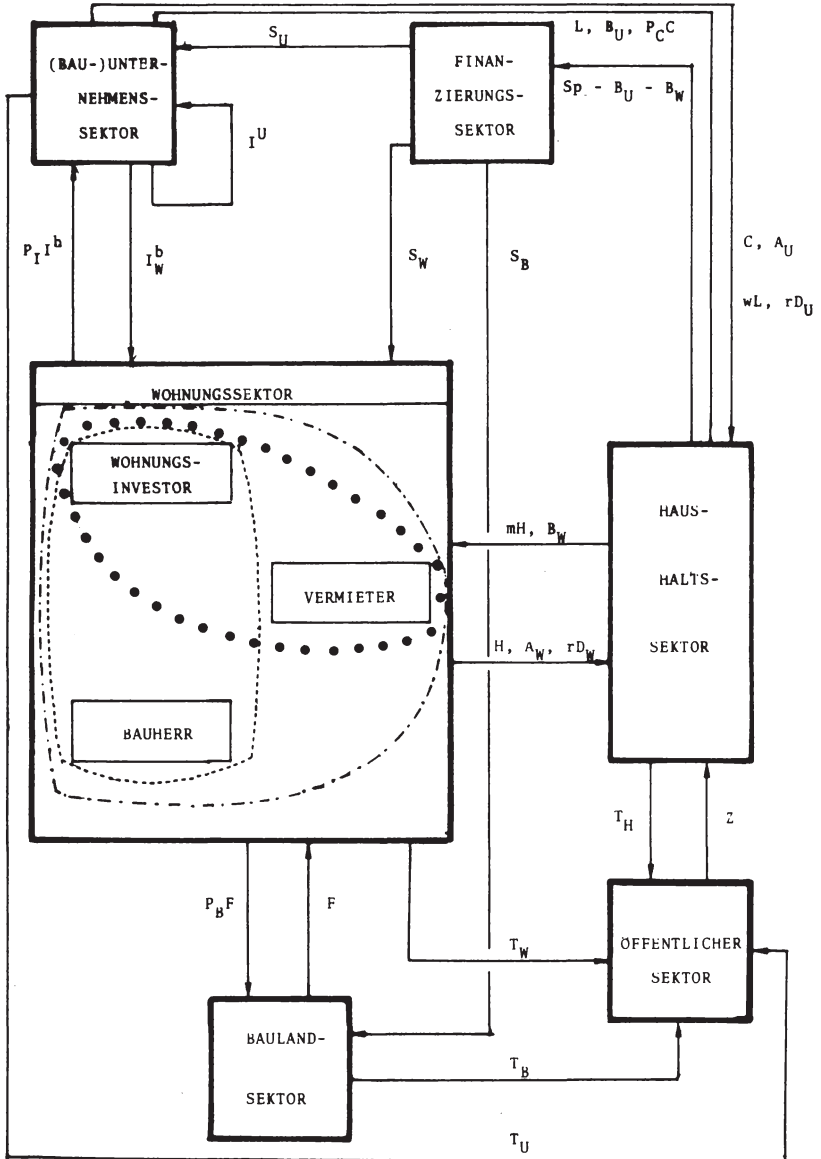 (BAU-)UNTER-
NEHMENS-
SEKTOR
S_U
FINAN-
ZIERUNGS-
SEKTOR
L, B_U, P_C C
Sp - B_U - B_W
I^U
P_I I^b
I_W^b
S_W
S_B
C, A_U
wL, rD_U
WOHNUNGSSEKTOR
WOHNUNGS-
INVESTOR
VERMIETER
BAUHERR
mH, B_W
H, A_W, rD_W
HAUS-
HALTS-
SEKTOR
T_H
Z
P_B F
F
T_W
ÖFFENTLICHER
SEKTOR
BAULAND-
SEKTOR
T_B
T_U